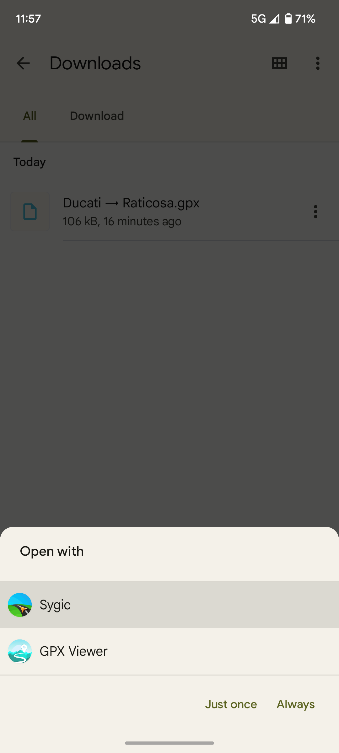 11:57 5G 71%
Downloads
All Download
Today
Ducati → Raticosa.gpx
106 kB, 16 minutes ago
Open with
Sygic
GPX Viewer
Just once Always